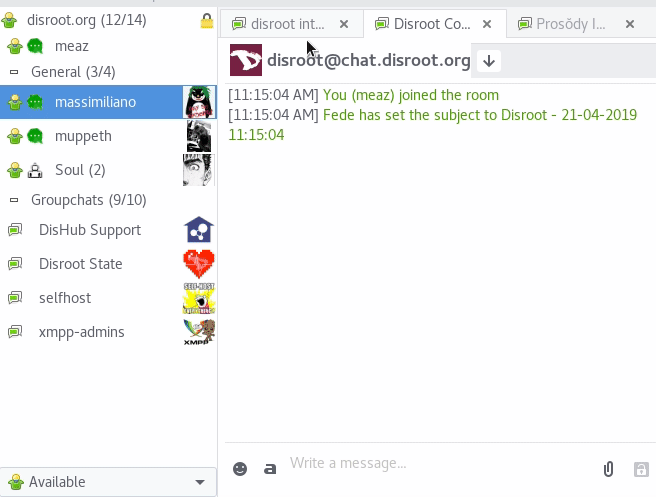 disroot.org (12/14)
meaz
General (3/4)
massimiliano
muppeth
Soul (2)
Groupchats (9/10)
DisHub Support
Disroot State
selfhost
xmpp-admins
XMPP
Available
disroot int...
Disroot Co...
Prosŏdy I...
disroot@chat.disroot.org
[11:15:04 AM] You (meaz) joined the room
[11:15:04 AM] Fede has set the subject to Disroot - 21-04-2019
11:15:04
a
Write a message...